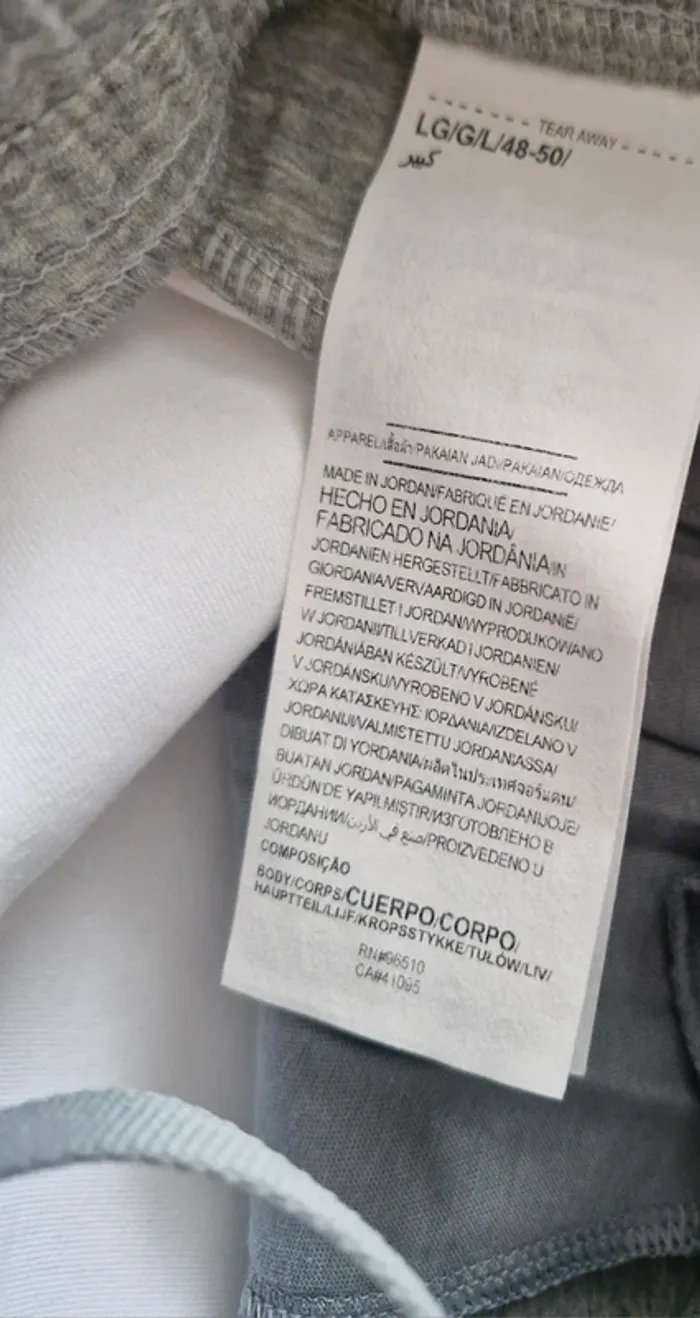 TEAR AWAY
LG/G/L/48-50/
كبير
APPAREL/เสื้อผ้า/PAKAIAN JADI/PAKAIAN/ОДЕЖДА
MADE IN JORDAN/FABRIQUÉ EN JORDANIE/
HECHO EN JORDANIA/
FABRICADO NA JORDÂNIA/IN
JORDANIEN HERGESTELLT/FABBRICATO IN
GIORDANIA/VERVAARDIGD IN JORDANIË/
FREMSTILLET I JORDAN/WYPRODUKOWANO
W JORDANII/TILLVERKAD I JORDANIEN/
JORDÁNIÁBAN KÉSZÜLT/VYROBENÉ
V JORDÁNSKU/VYROBENO V JORDÁNSKU/
ΧΩΡΑ ΚΑΤΑΣΚΕΥΗΣ: ΙΟΡΔΑΝΙΑ/IZDELANO V
JORDANIJI/VALMISTETTU JORDANIASSA/
DIBUAT DI YORDANIA/ผลิตในประเทศจอร์แดน/
BUATAN JORDAN/PAGAMINTA JORDANIJOJE/
ÜRDÜN'DE YAPILMIŞTIR/ИЗГОТОВЛЕНО В
ИОРДАНИИ/صنع في الأردن/PROIZVEDENO U
JORDANU
COMPOSIÇÃO
BODY/CORPS/CUERPO/CORPO/
HAUPTTEIL/LIJF/KROPSSTYKKE/TUŁÓW/LIV/
RN#96510
CA#41095